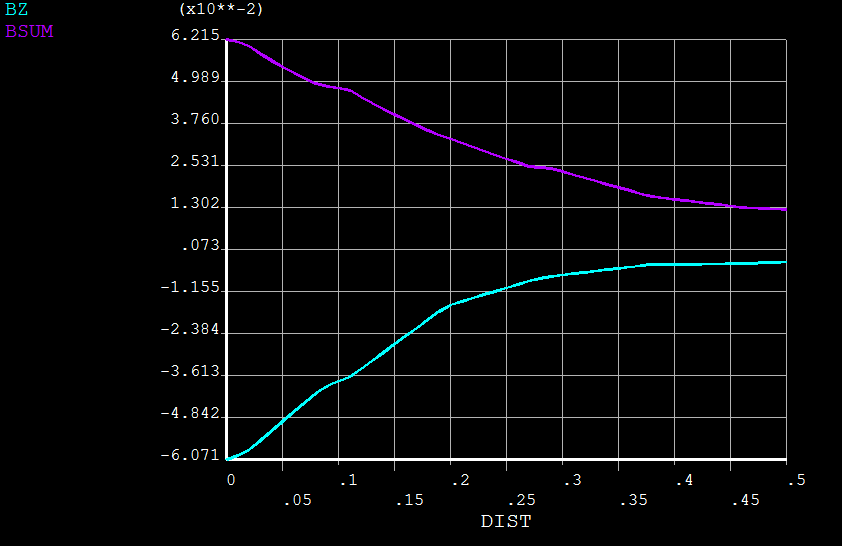 BZ
BSUM
(x10**-2)
6.215
4.989
3.760
2.531
1.302
.073
-1.155
-2.384
-3.613
-4.842
-6.071
0 .1 .2 .3 .4 .5
.05 .15 .25 .35 .45
DIST